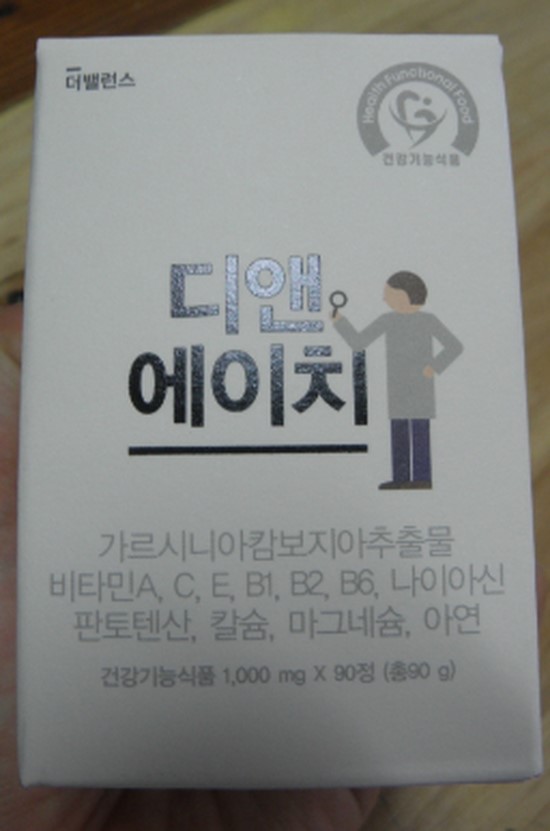 더밸런스
Health Functional Food
건강기능식품
디앤
에이치
가르시니아캄보지아추출물
비타민A, C, E, B1, B2, B6, 나이아신
판토텐산, 칼슘, 마그네슘, 아연
건강기능식품 1,000 mg X 90정 (총90 g)